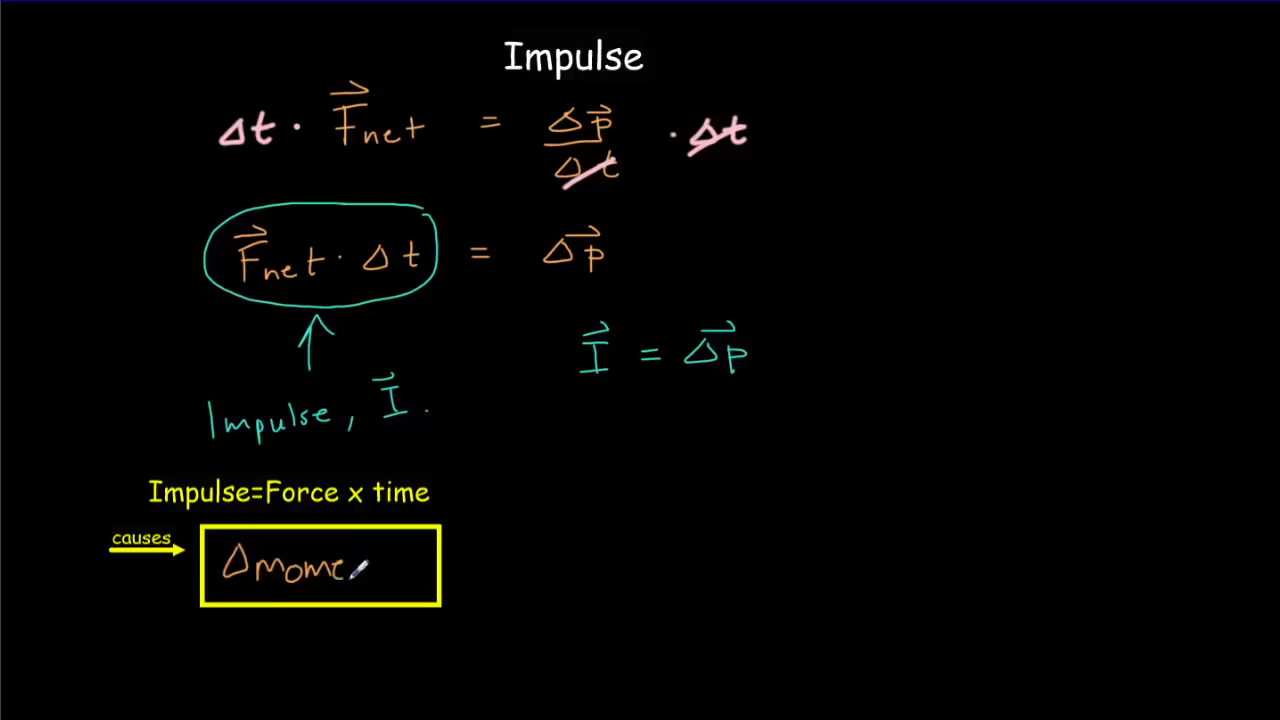 Impulse
Δt · F⃗net = Δp⃗ / Δt · Δt
F⃗net · Δt = Δp⃗
I⃗ = Δp⃗
Impulse, I⃗.
Impulse=Force x time
causes
Δmome